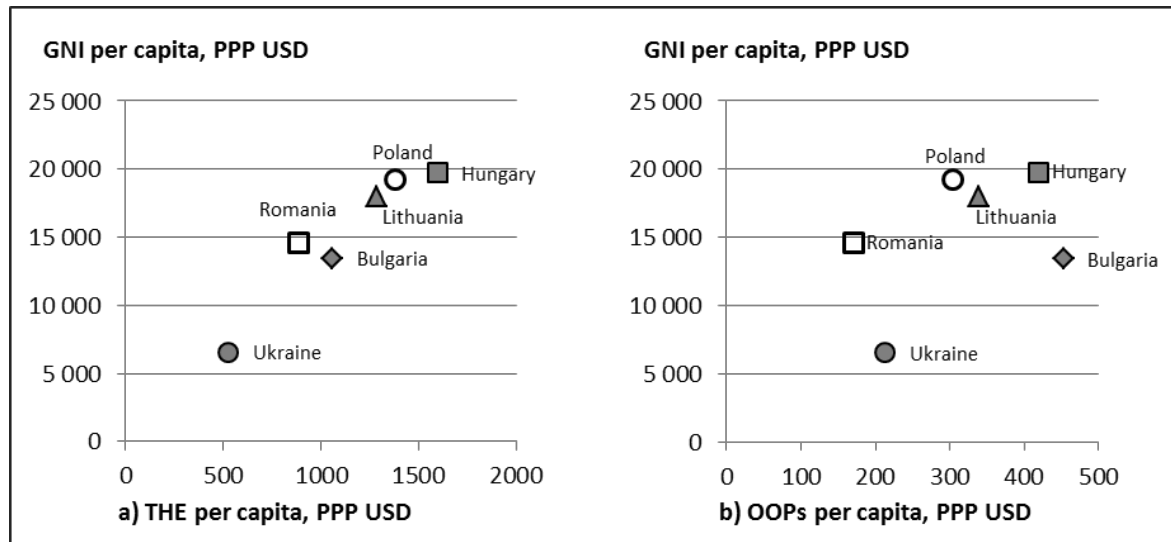 GNI per capita, PPP USD
25 000
20 000
15 000
10 000
5 000
0
Poland
Hungary
Lithuania
Romania
Bulgaria
Ukraine
0 500 1000 1500 2000
a) THE per capita, PPP USD
GNI per capita, PPP USD
25 000
20 000
15 000
10 000
5 000
0
Poland
Hungary
Lithuania
Romania
Bulgaria
Ukraine
0 100 200 300 400 500
b) OOPs per capita, PPP USD